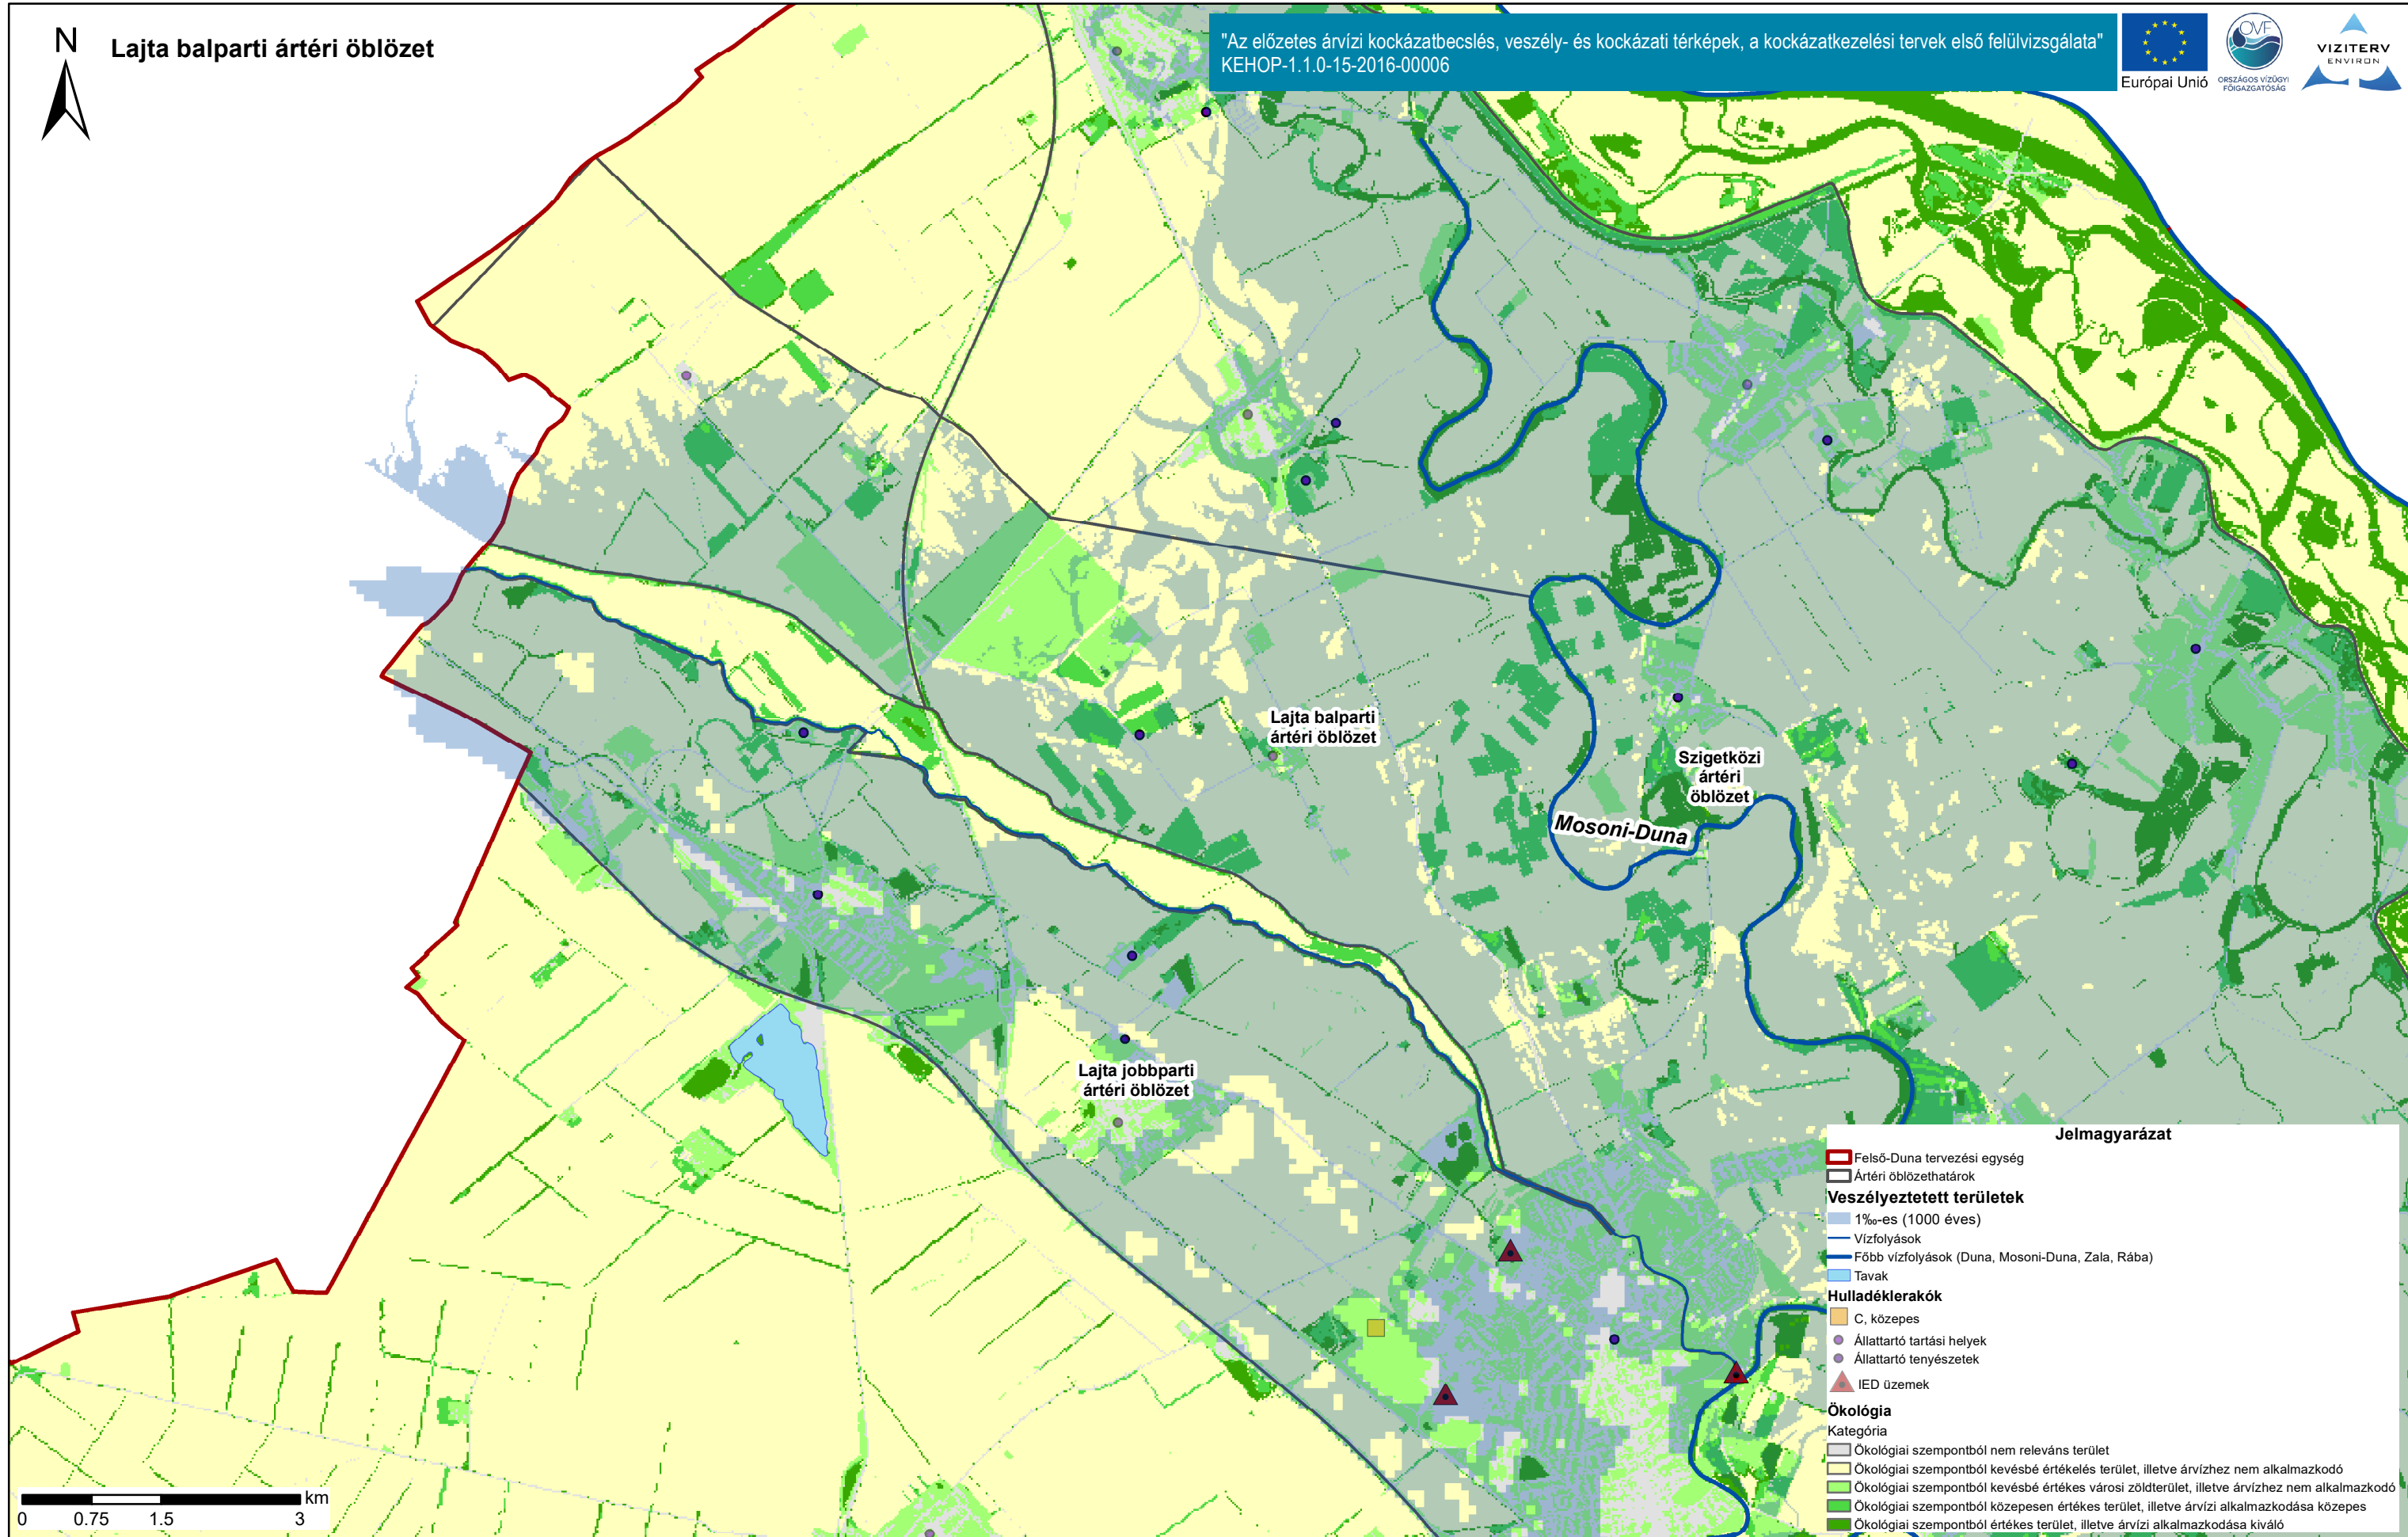 N
Lajta balparti ártéri öblözet
"Az előzetes árvízi kockázatbecslés, veszély- és kockázati térképek, a kockázatkezelési tervek első felülvizsgálata"
KEHOP-1.1.0-15-2016-00006
Európai Unió
OVF
ORSZÁGOS VÍZÜGYI
FŐIGAZGATÓSÁG
VIZITERV
ENVIRON
Lajta balparti
ártéri öblözet
Szigetközi
ártéri
öblözet
Mosoni-Duna
Lajta jobbparti
ártéri öblözet
Jelmagyarázat
Felső-Duna tervezési egység
Ártéri öblözethatárok
Veszélyeztetett területek
1‰-es (1000 éves)
Vízfolyások
Főbb vízfolyások (Duna, Mosoni-Duna, Zala, Rába)
Tavak
Hulladéklerakók
C, közepes
Állattartó tartási helyek
Állattartó tenyészetek
IED üzemek
Ökológia
Kategória
Ökológiai szempontból nem releváns terület
Ökológiai szempontból kevésbé értékelés terület, illetve árvízhez nem alkalmazkodó
Ökológiai szempontból kevésbé értékes városi zöldterület, illetve árvízhez nem alkalmazkodó
Ökológiai szempontból közepesen értékes terület, illetve árvízi alkalmazkodása közepes
Ökológiai szempontból értékes terület, illetve árvízi alkalmazkodása kiváló
km
0 0.75 1.5 3